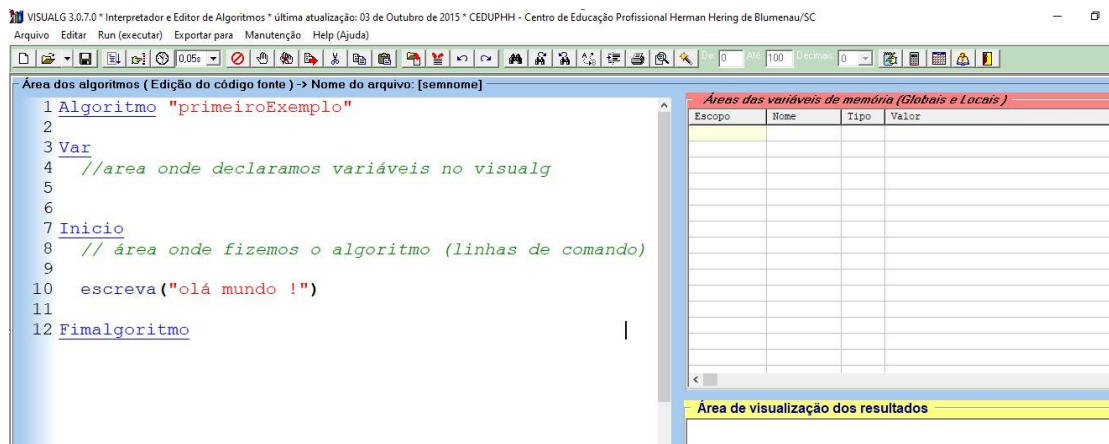 VISUALG 3.0.7.0 * Interpretador e Editor de Algoritmos * última atualização: 03 de Outubro de 2015 * CEDUPHH - Centro de Educação Profissional Herman Hering de Blumenau/SC
Arquivo Editar Run (executar) Exportar para Manutenção Help (Ajuda)
0,05s De: 0 Até 100 Decimais 0
Área dos algoritmos ( Edição do código fonte ) -> Nome do arquivo: [semnome]
1 Algoritmo "primeiroExemplo"
2
3 Var
4 //area onde declaramos variáveis no visualg
5
6
7 Inicio
8 // área onde fizemos o algoritmo (linhas de comando)
9
10 escreva("olá mundo !")
11
12 Fimalgoritmo
Áreas das variáveis de memória (Globais e Locais )
Escopo Nome Tipo Valor
Área de visualização dos resultados